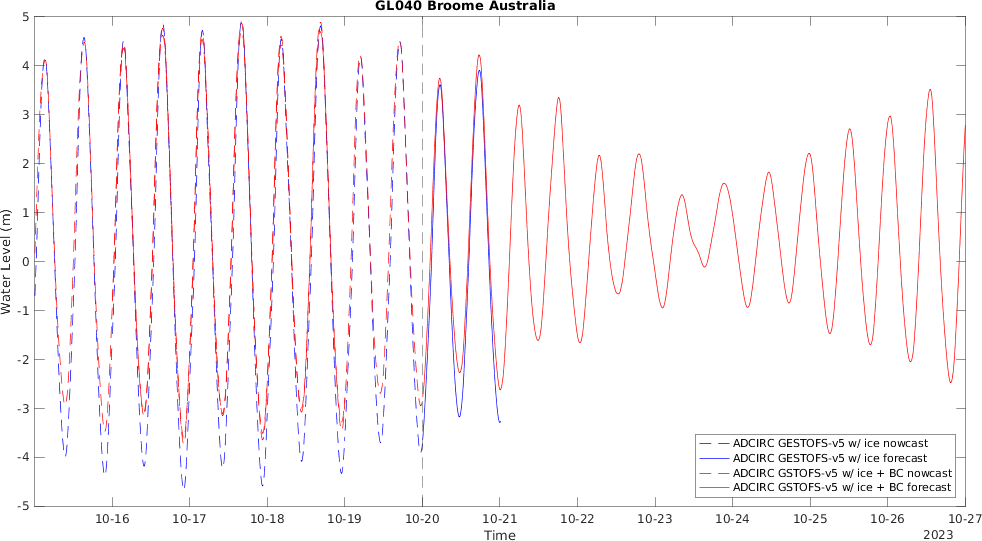 GL040 Broome Australia
5
4
3
2
1
0
-1
-2
-3
-4
-5
Water Level (m)
ADCIRC GESTOFS-v5 w/ ice nowcast
ADCIRC GESTOFS-v5 w/ ice forecast
ADCIRC GSTOFS-v5 w/ ice + BC nowcast
ADCIRC GSTOFS-v5 w/ ice + BC forecast
10-16 10-17 10-18 10-19 10-20 10-21 10-22 10-23 10-24 10-25 10-26 10-27
Time
2023